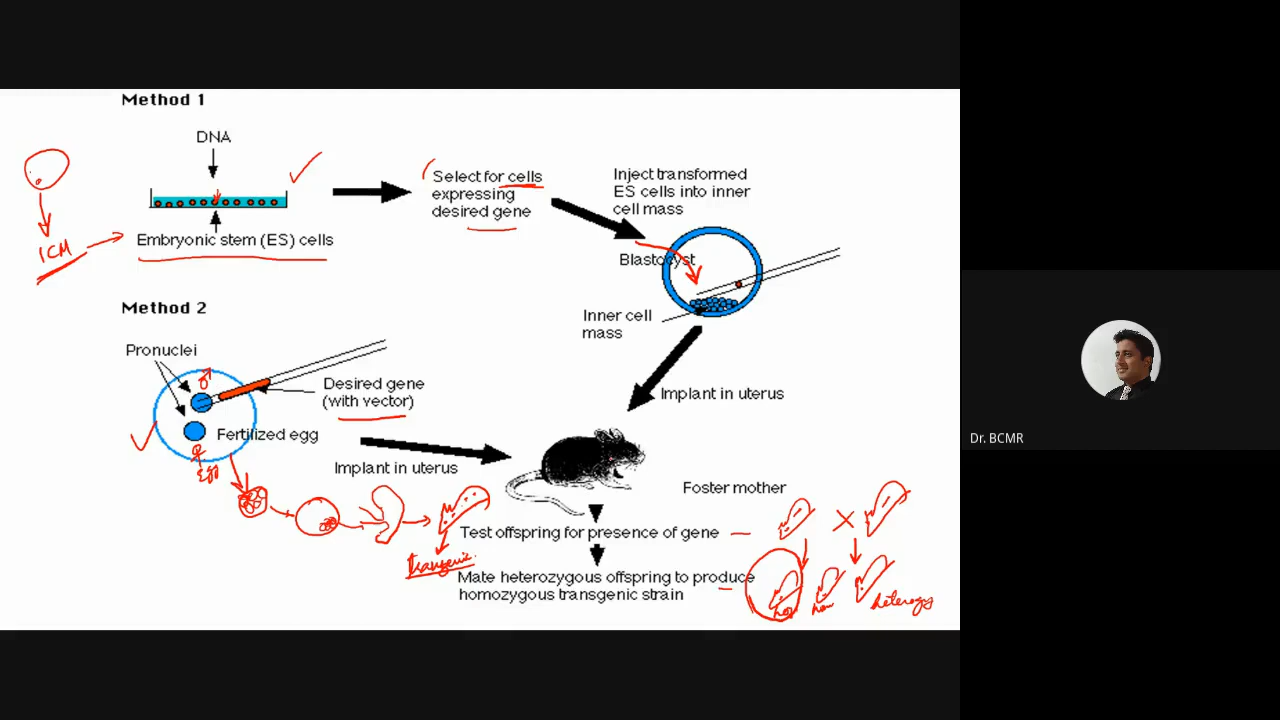 Method 1
DNA
Embryonic stem (ES) cells
ICM
Select for cells
expressing
desired gene
Inject transformed
ES cells into inner
cell mass
Blastocyst
Inner cell
mass
Implant in uterus
Method 2
Pronuclei
♂
Desired gene
(with vector)
Fertilized egg
♀
Egg
Implant in uterus
transgenic
Foster mother
Test offspring for presence of gene
Mate heterozygous offspring to produce
homozygous transgenic strain
Dr. BCMR